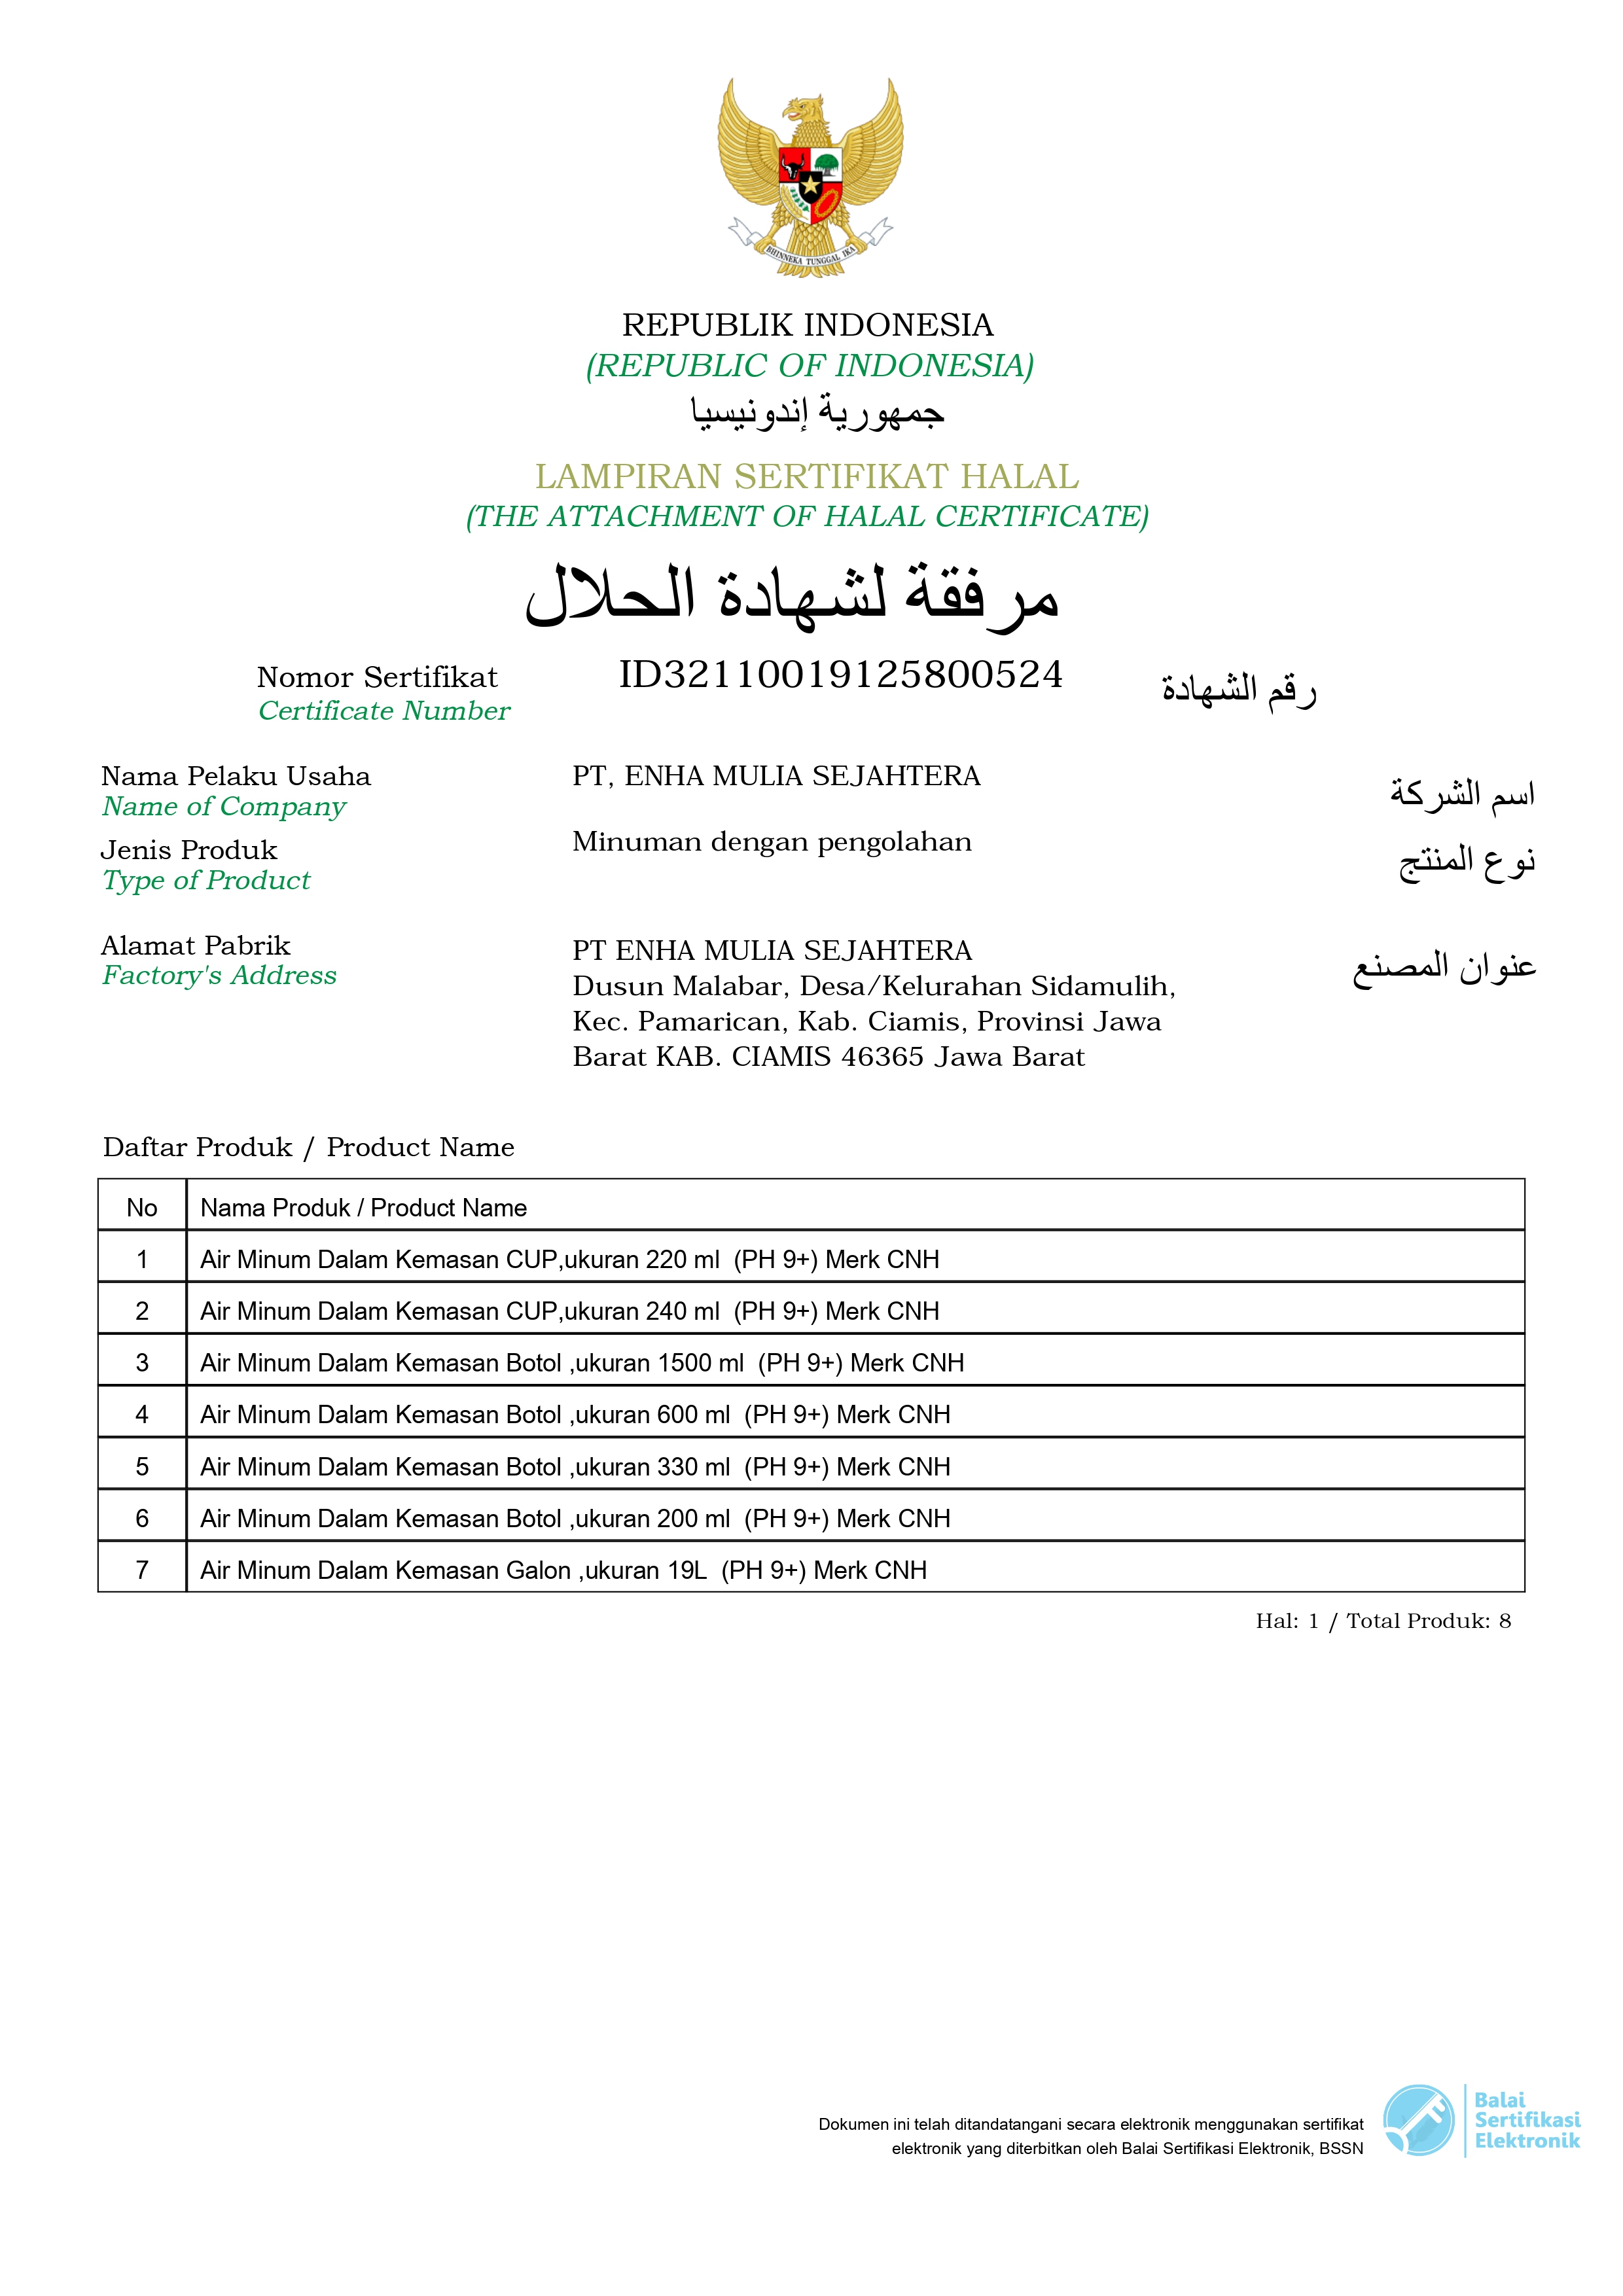 BHINNEKA TUNGGAL IKA
REPUBLIK INDONESIA
(REPUBLIC OF INDONESIA)
جمهورية إندونيسيا
LAMPIRAN SERTIFIKAT HALAL
(THE ATTACHMENT OF HALAL CERTIFICATE)
مرفقة لشهادة الحلال
Nomor Sertifikat ID32110019125800524 رقم الشهادة
Certificate Number
Nama Pelaku Usaha PT, ENHA MULIA SEJAHTERA اسم الشركة
Name of Company
Jenis Produk Minuman dengan pengolahan نوع المنتج
Type of Product
Alamat Pabrik PT ENHA MULIA SEJAHTERA عنوان المصنع
Factory's Address Dusun Malabar, Desa/Kelurahan Sidamulih,
Kec. Pamarican, Kab. Ciamis, Provinsi Jawa
Barat KAB. CIAMIS 46365 Jawa Barat
Daftar Produk / Product Name
No Nama Produk / Product Name
1 Air Minum Dalam Kemasan CUP,ukuran 220 ml (PH 9+) Merk CNH
2 Air Minum Dalam Kemasan CUP,ukuran 240 ml (PH 9+) Merk CNH
3 Air Minum Dalam Kemasan Botol ,ukuran 1500 ml (PH 9+) Merk CNH
4 Air Minum Dalam Kemasan Botol ,ukuran 600 ml (PH 9+) Merk CNH
5 Air Minum Dalam Kemasan Botol ,ukuran 330 ml (PH 9+) Merk CNH
6 Air Minum Dalam Kemasan Botol ,ukuran 200 ml (PH 9+) Merk CNH
7 Air Minum Dalam Kemasan Galon ,ukuran 19L (PH 9+) Merk CNH
Hal: 1 / Total Produk: 8
Dokumen ini telah ditandatangani secara elektronik menggunakan sertifikat
elektronik yang diterbitkan oleh Balai Sertifikasi Elektronik, BSSN
Balai
Sertifikasi
Elektronik